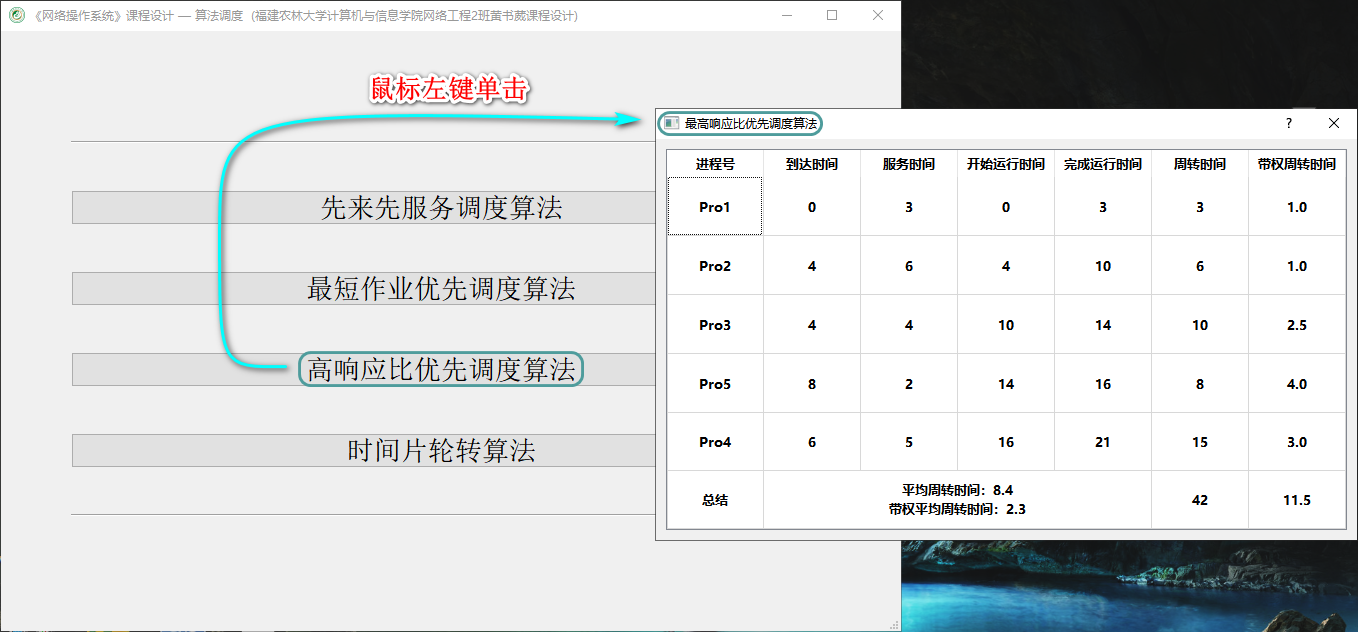 《网络操作系统》课程设计 — 算法调度（福建农林大学计算机与信息学院网络工程2班黄书葳课程设计）
鼠标左键单击
先来先服务调度算法
最短作业优先调度算法
高响应比优先调度算法
时间片轮转算法
最高响应比优先调度算法 ?
进程号 到达时间 服务时间 开始运行时间 完成运行时间 周转时间 带权周转时间
Pro1 0 3 0 3 3 1.0
Pro2 4 6 4 10 6 1.0
Pro3 4 4 10 14 10 2.5
Pro5 8 2 14 16 8 4.0
Pro4 6 5 16 21 15 3.0
总结 平均周转时间：8.4 42 11.5
带权平均周转时间：2.3